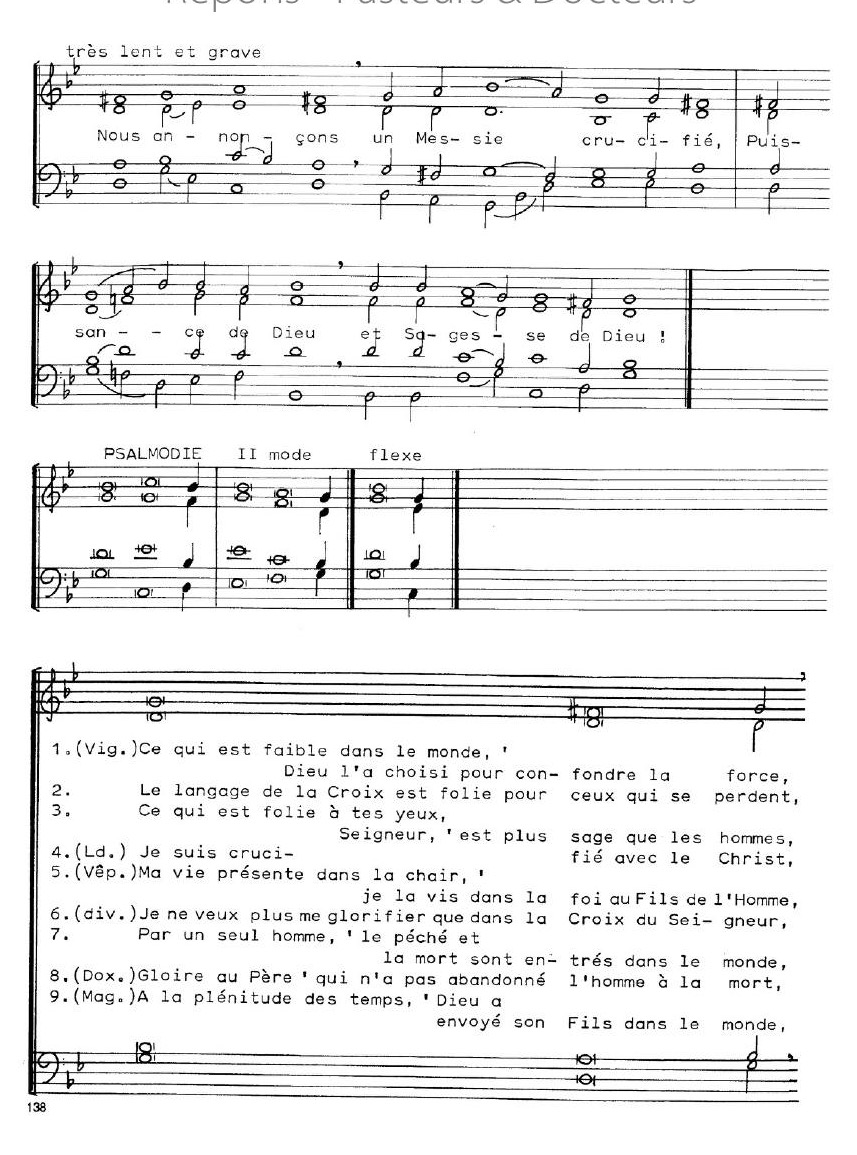 Répons - Pasteurs & Docteurs
très lent et grave
Nous an - non - çons un Mes- sie cru- ci- fié, Puis-
san - - ce de Dieu et Sa- ges - se de Dieu !
PSALMODIE II mode flexe
1.(Vig.)Ce qui est faible dans le monde, '
Dieu l'a choisi pour con- fondre la force,
2. Le langage de la Croix est folie pour ceux qui se perdent,
3. Ce qui est folie à tes yeux,
Seigneur, 'est plus sage que les hommes,
4.(Ld.) Je suis cruci- fié avec le Christ,
5.(Vêp.)Ma vie présente dans la chair, '
je la vis dans la foi au Fils de l'Homme,
6.(div.)Je ne veux plus me glorifier que dans la Croix du Sei- gneur,
7. Par un seul homme, ' le péché et
la mort sont en- trés dans le monde,
8.(Dox.)Gloire au Père ' qui n'a pas abandonné l'homme à la mort,
9.(Mag.)A la plénitude des temps, ' Dieu a
envoyé son Fils dans le monde,
138